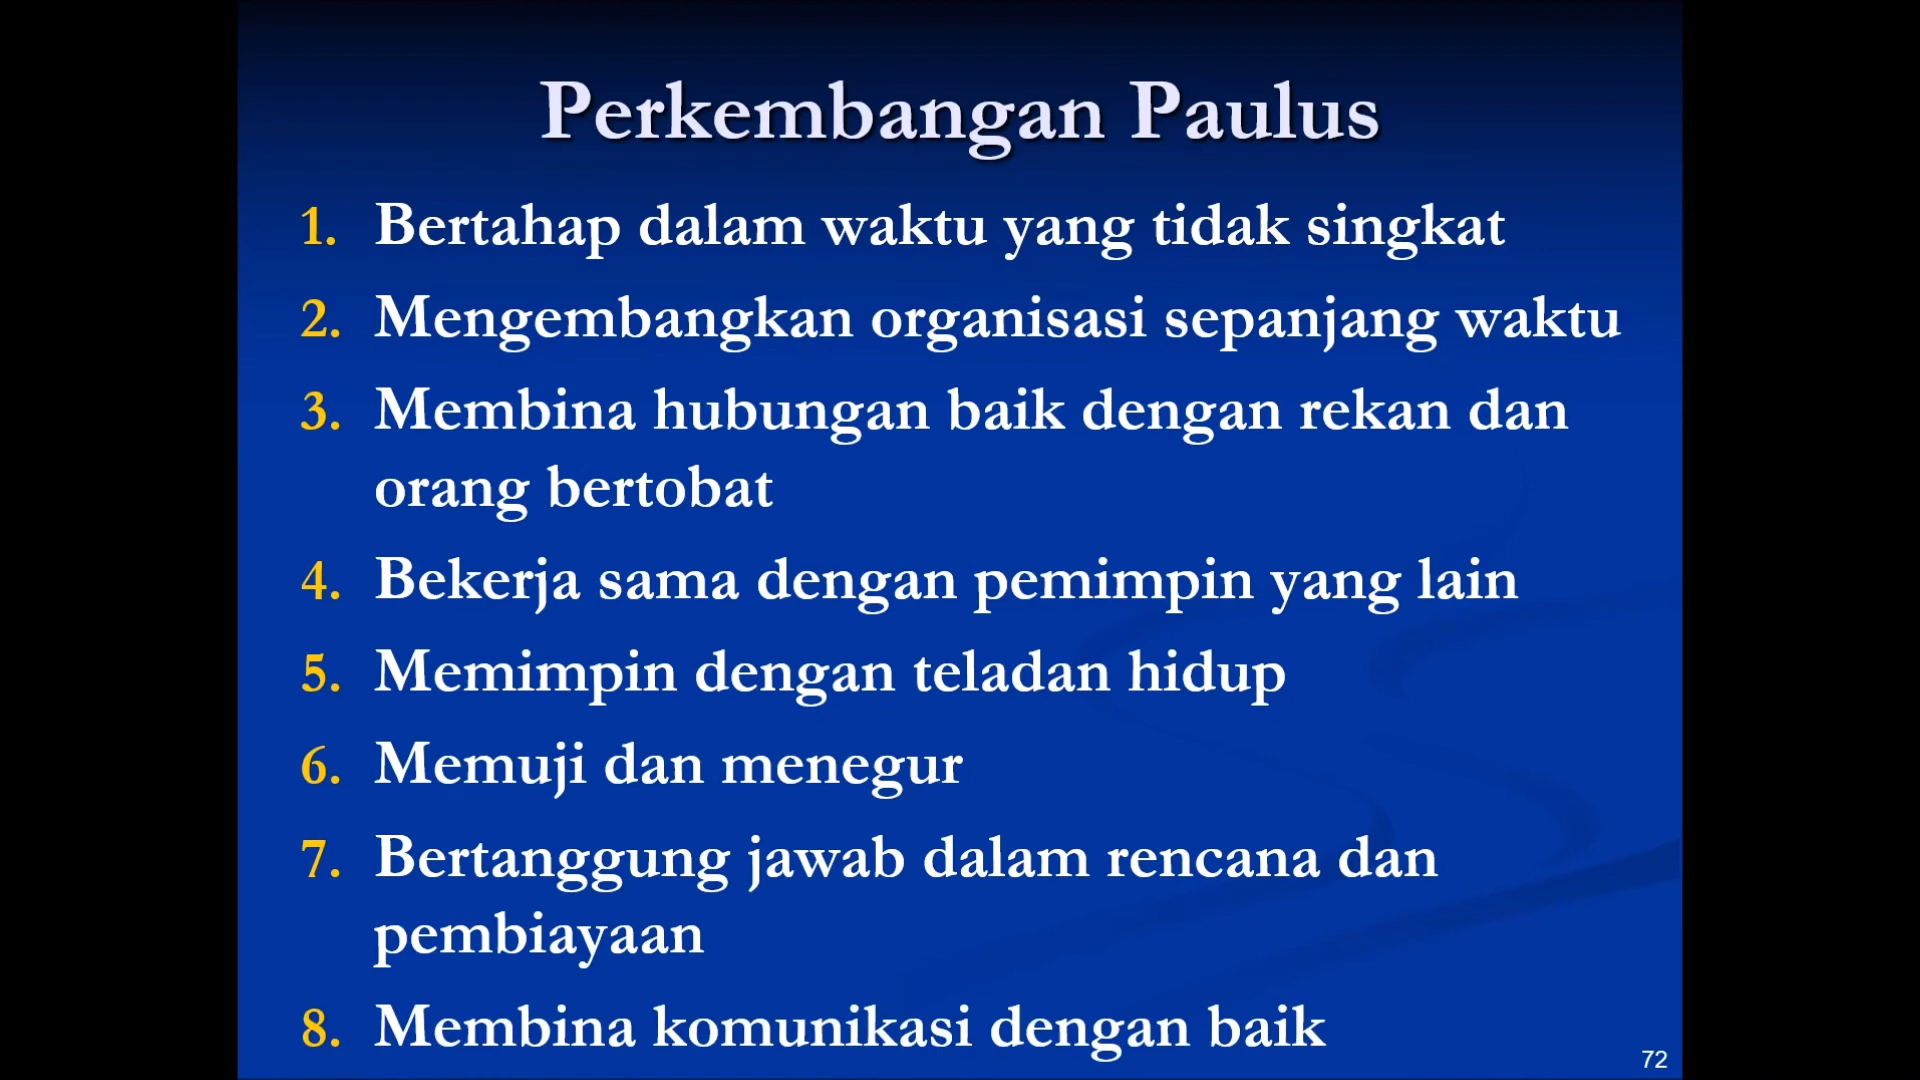 Perkembangan Paulus
1. Bertahap dalam waktu yang tidak singkat
2. Mengembangkan organisasi sepanjang waktu
3. Membina hubungan baik dengan rekan dan
orang bertobat
4. Bekerja sama dengan pemimpin yang lain
5. Memimpin dengan teladan hidup
6. Memuji dan menegur
7. Bertanggung jawab dalam rencana dan
pembiayaan
8. Membina komunikasi dengan baik
72